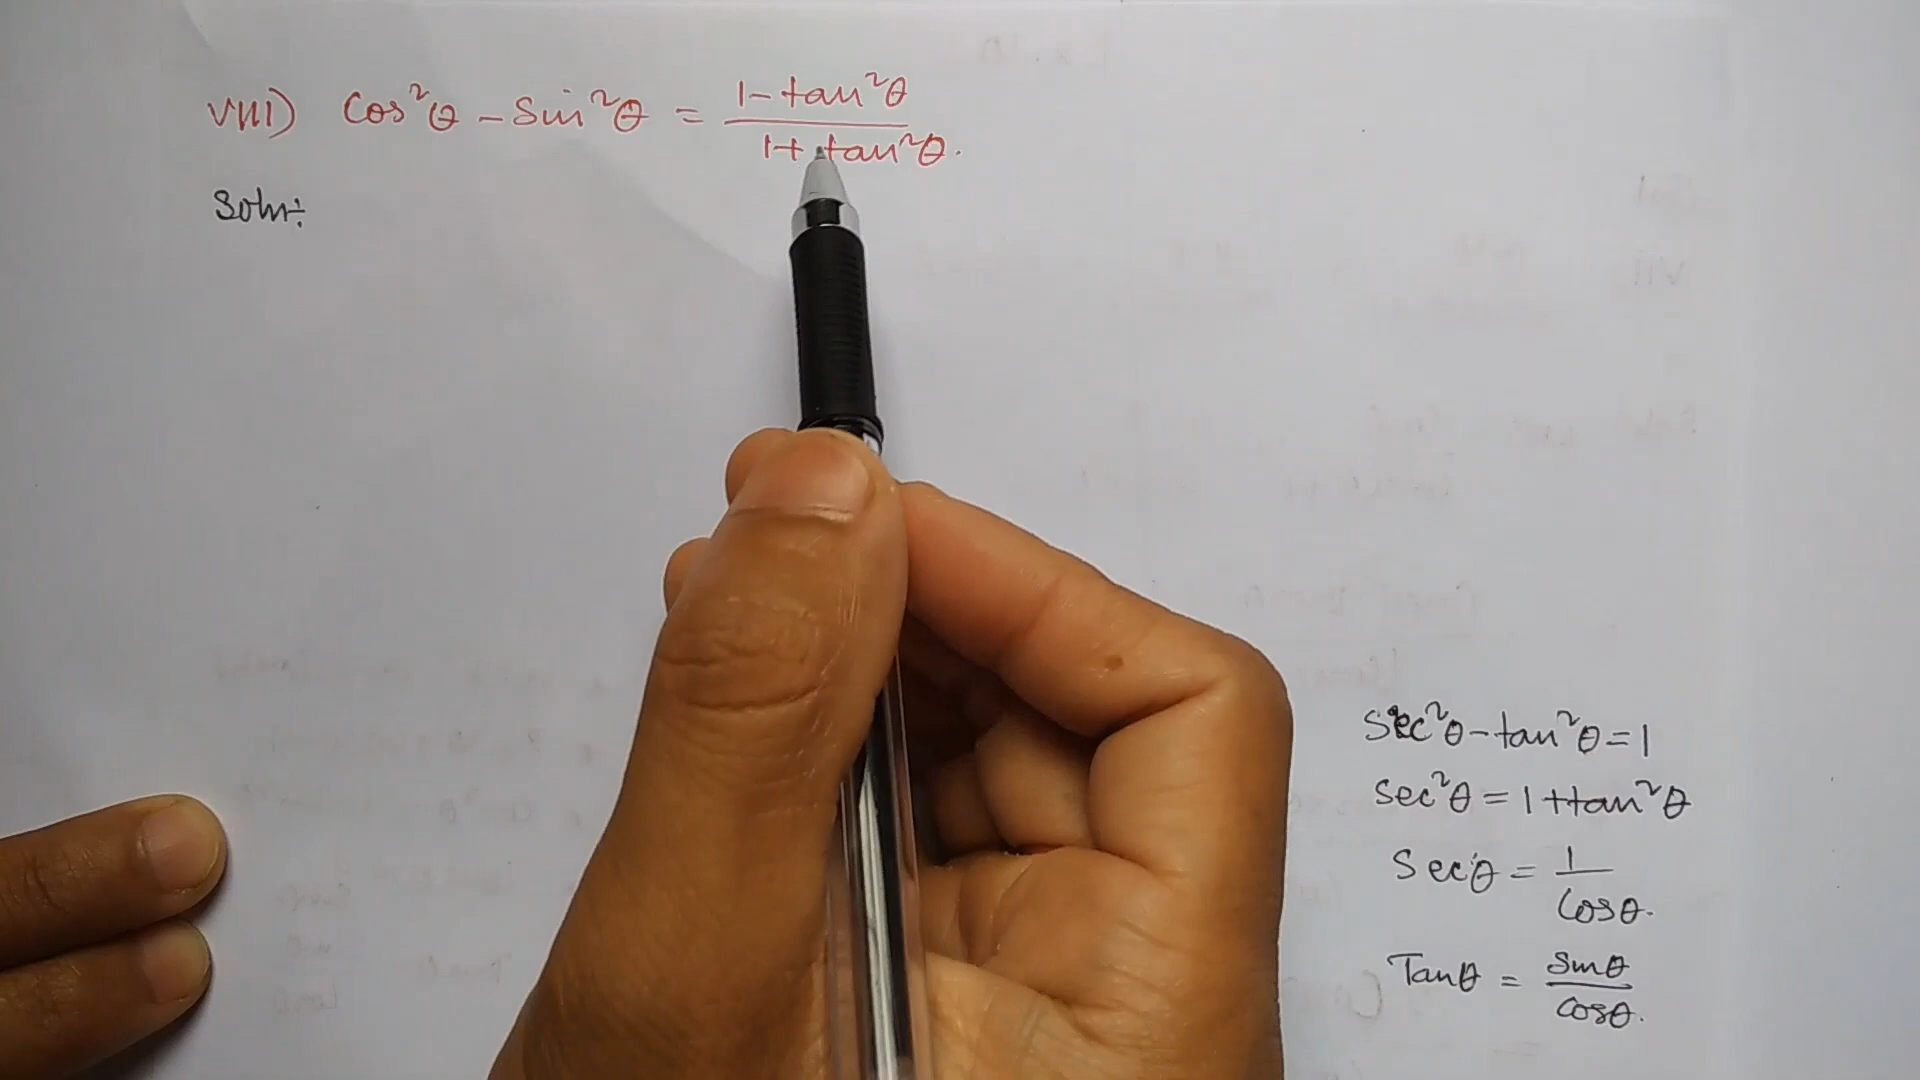 VIII) Cos²θ - Sin²θ = (1 - tan²θ)/(1 + tan²θ).
Soln:
Sec²θ - tan²θ = 1
Sec²θ = 1 + tan²θ
Secθ = 1/Cosθ.
Tanθ = Sinθ/Cosθ.